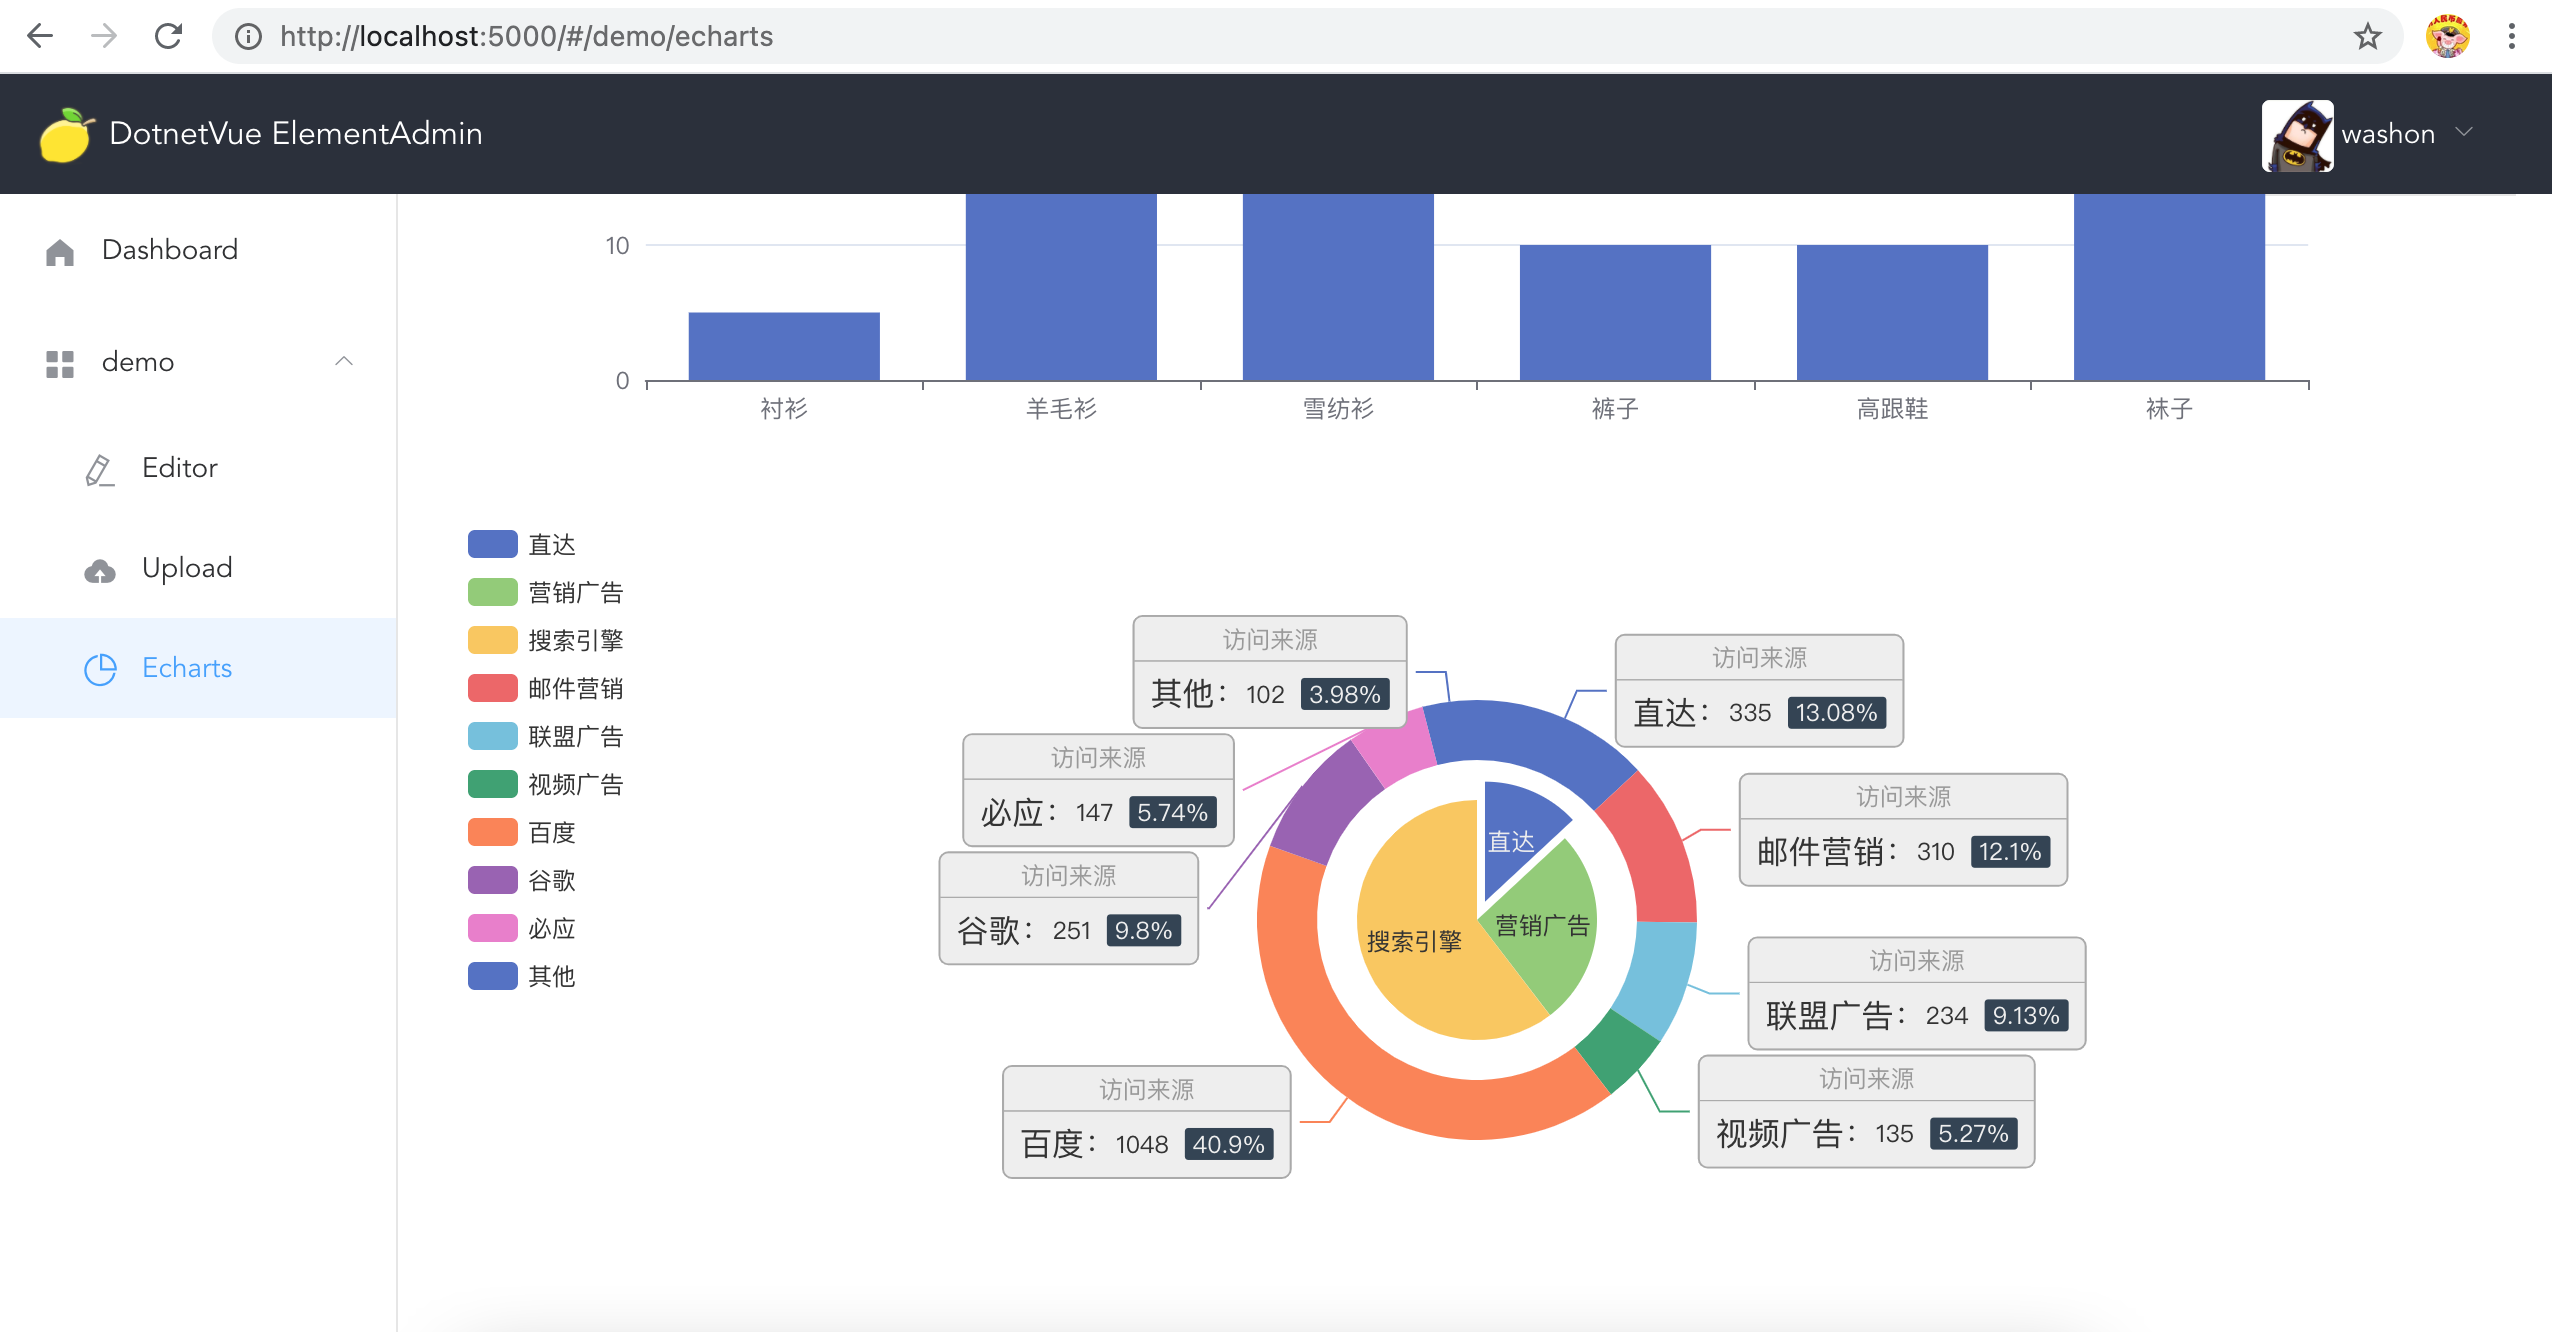 http://localhost:5000/#/demo/echarts
DotnetVue ElementAdmin
washon
Dashboard
demo
Editor
Upload
Echarts
10
0
衬衫
羊毛衫
雪纺衫
裤子
高跟鞋
袜子
直达
营销广告
搜索引擎
邮件营销
联盟广告
视频广告
百度
谷歌
必应
其他
访问来源
其他： 102 3.98%
访问来源
直达： 335 13.08%
访问来源
必应： 147 5.74%
访问来源
邮件营销： 310 12.1%
访问来源
谷歌： 251 9.8%
直达
营销广告
搜索引擎
访问来源
联盟广告： 234 9.13%
访问来源
百度： 1048 40.9%
访问来源
视频广告： 135 5.27%